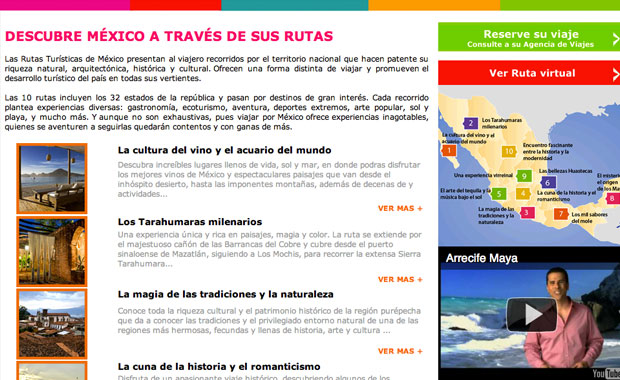 DESCUBRE MÉXICO A TRAVÉS DE SUS RUTAS
Las Rutas Turísticas de México presentan al viajero recorridos por el territorio nacional que hacen patente su
riqueza natural, arquitectónica, histórica y cultural. Ofrecen una forma distinta de viajar y promueven el
desarrollo turístico del país en todas sus vertientes.
Las 10 rutas incluyen los 32 estados de la república y pasan por destinos de gran interés. Cada recorrido
plantea experiencias diversas: gastronomía, ecoturismo, aventura, deportes extremos, arte popular, sol y
playa, y mucho más. Y aunque no son exhaustivas, pues viajar por México ofrece experiencias inagotables,
quienes se aventuren a seguirlas quedarán contentos y con ganas de más.
La cultura del vino y el acuario del mundo
Descubra increíbles lugares llenos de vida, sol y mar, en donde podras disfrutar
los mejores vinos de México y espectaculares paisajes que van desde el
inhóspito desierto, hasta las imponentes montañas, además de decenas de y
actividades...
VER MAS +
Los Tarahumaras milenarios
Una experiencia única y rica en paisajes, magia y color. La ruta se extiende por
el majestuoso cañón de las Barrancas del Cobre y cubre desde el puerto
sinaloense de Mazatlán, siguiendo a Los Mochis, para recorrer la extensa Sierra
Tarahumara...
VER MAS +
La magia de las tradiciones y la naturaleza
Conoce toda la riqueza cultural y el patrimonio histórico de la región purépecha
que da a conocer las tradiciones y el privilegiado entorno natural de una de las
regiones más hermosas, fecundas y llenas de historia, arte y cultura ...
VER MAS +
La cuna de la historia y el romanticismo
Disfruta de un apasionante viaje histórico, descubriendo algunos de los
Reserve su viaje
Consulte a su Agencia de Viajes
Ver Ruta virtual
2
Los Tarahumaras
milenarios
La cultura del vino y el
acuario del mundo
1
10
Encuentro fascinante
entre la historia y la
modernidad
Una experiencia virreinal
9
Las bellezas Huastecas
6
El misterio
el origen
de los Ma
El arte del tequila y la
música bajo el sol
5
4
La cuna de la historia y el
romanticismo
8
La magia de las
tradiciones y la
naturaleza
3
7
Los mil sabores
del mole
Arrecife Maya
YouTube